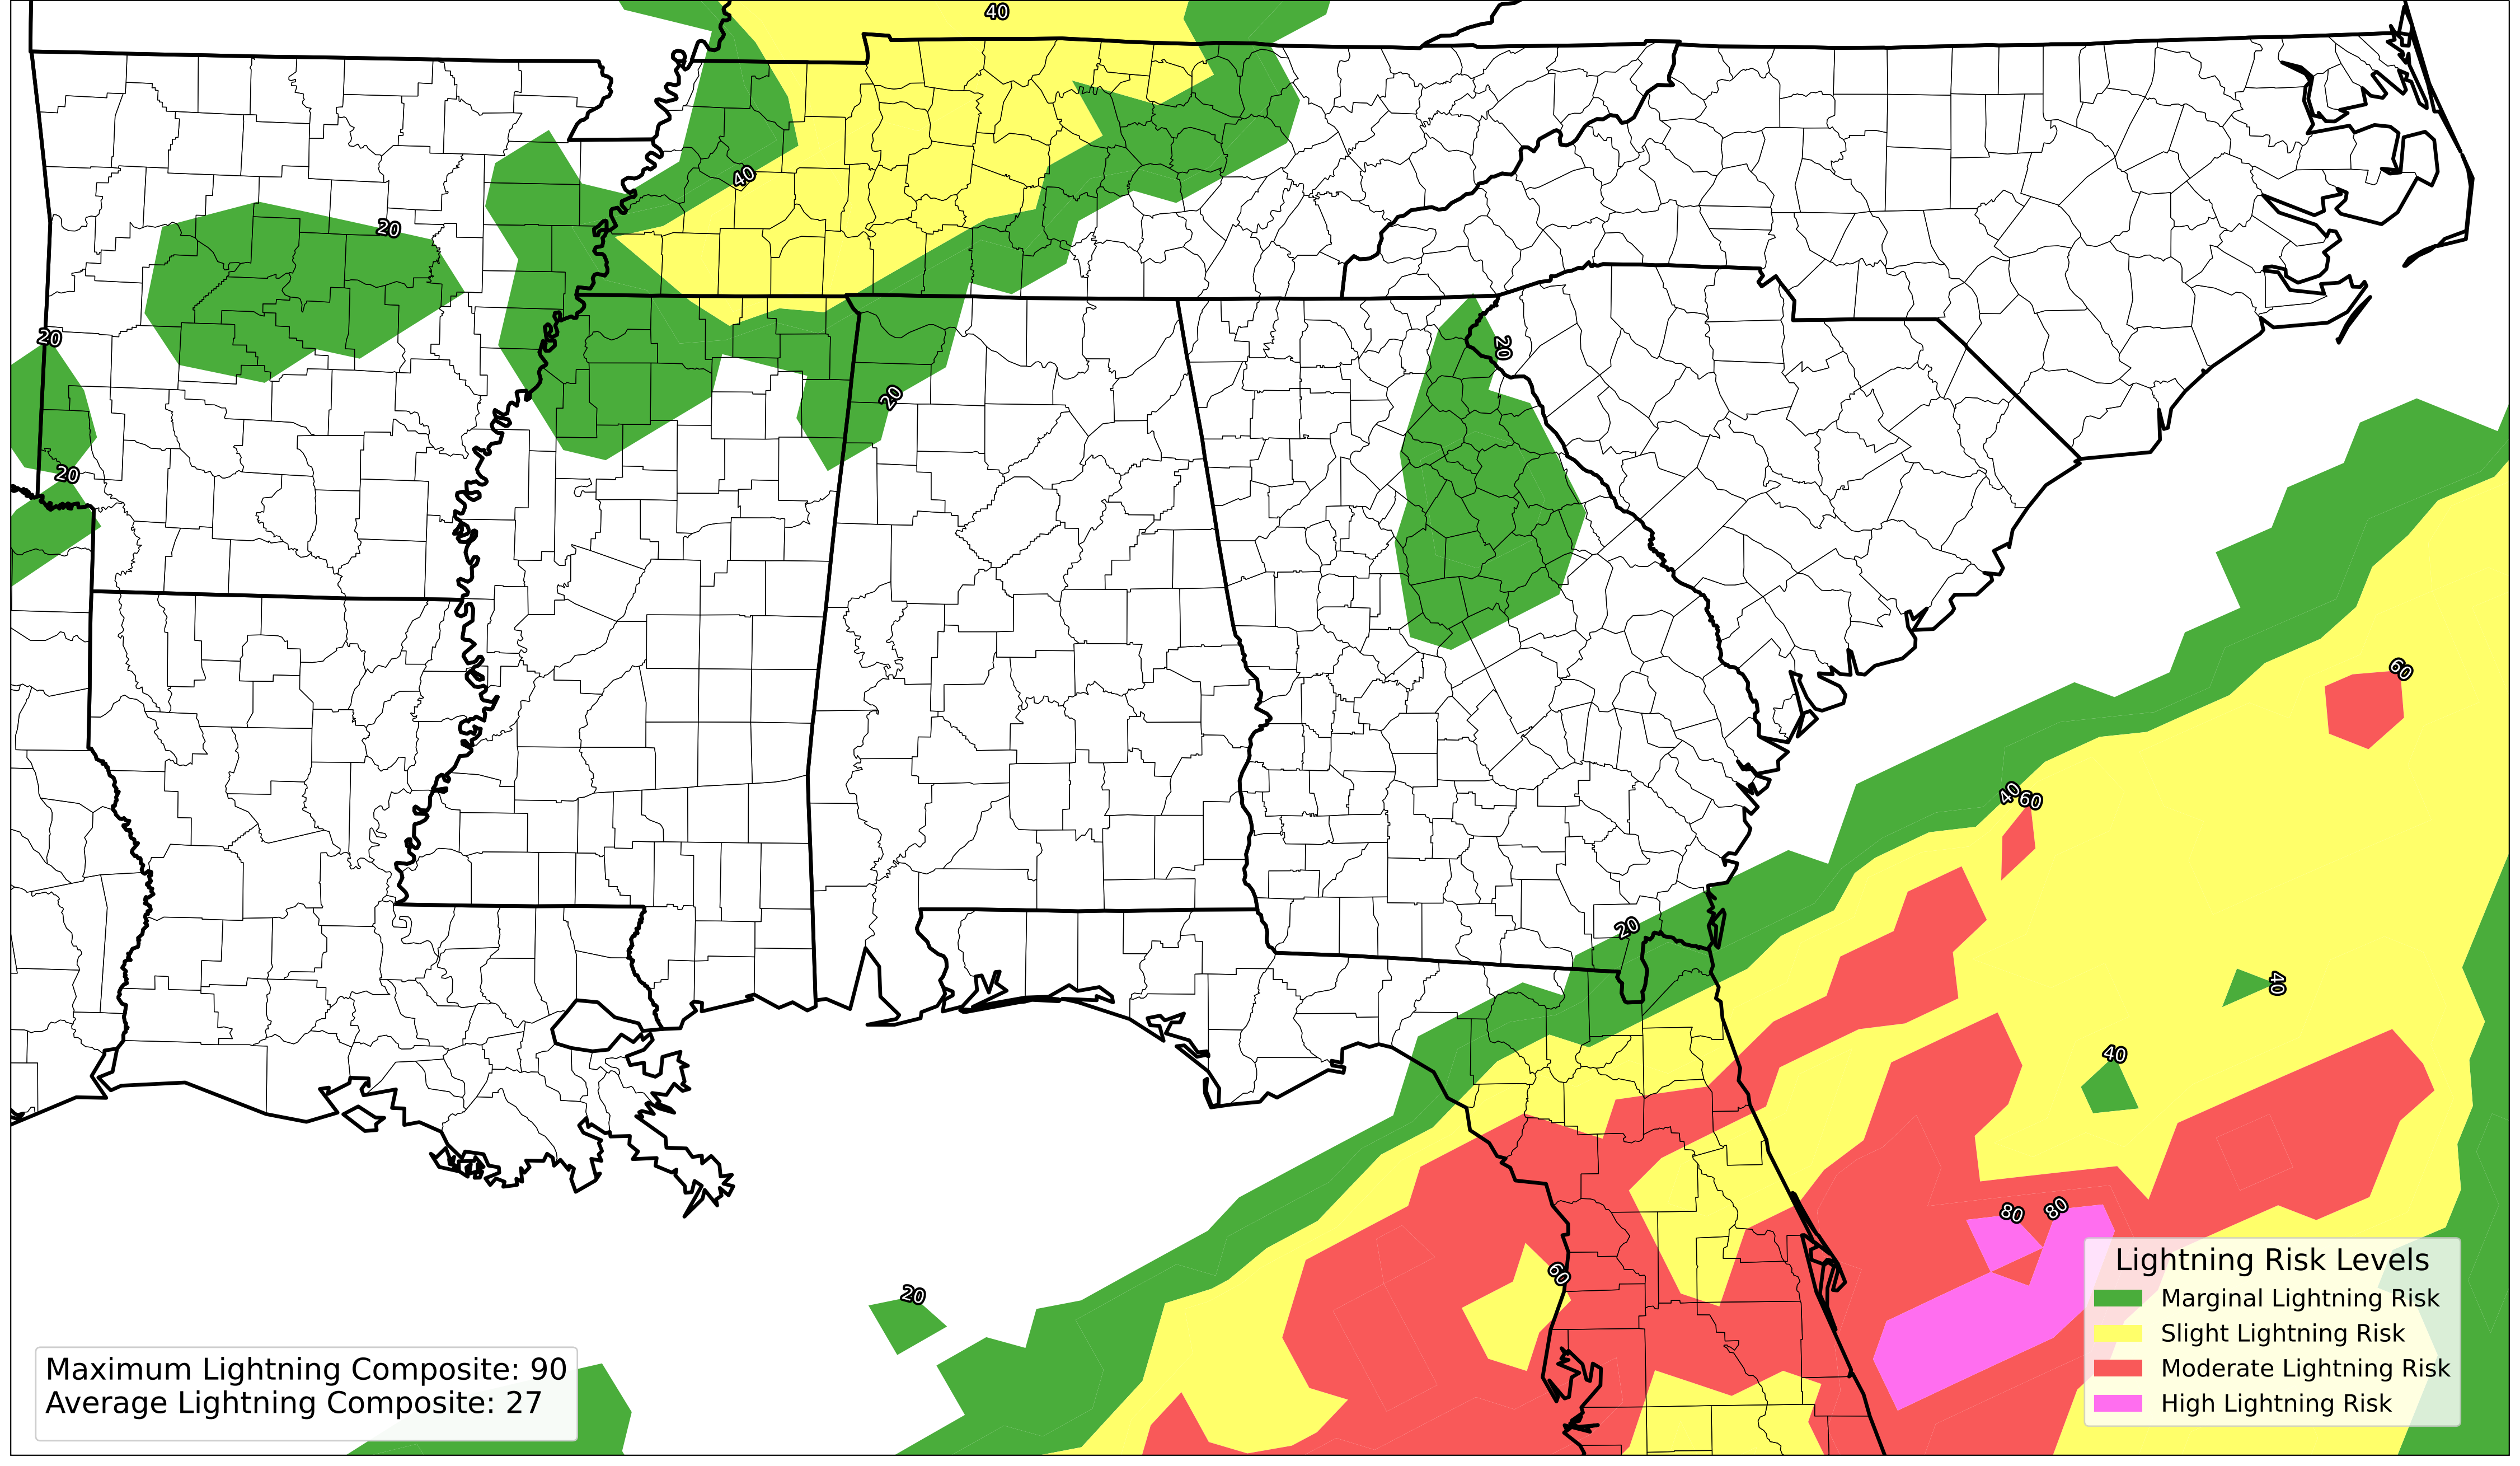 40
40
20
20
20
20
20
60
40
60
20
40
40
80
80
60
20
Lightning Risk Levels
Marginal Lightning Risk
Slight Lightning Risk
Moderate Lightning Risk
High Lightning Risk
Maximum Lightning Composite: 90
Average Lightning Composite: 27